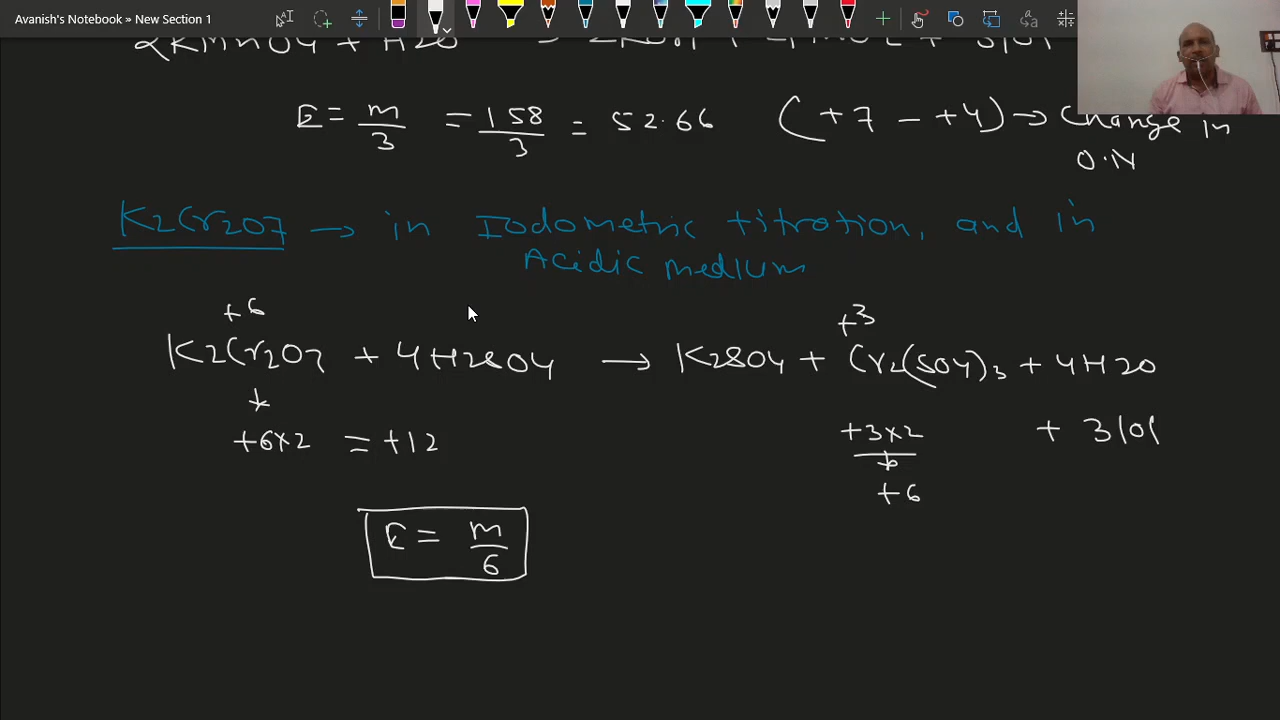 Avanish's Notebook » New Section 1
2KMnO4 + H2O
E = m/3 = 158/3 = 52.66 (+7 - +4) → Change in
O.N
K2Cr2O7 → in Iodometric titration, and in
Acidic medium
+6 +3
K2Cr2O7 + 4H2SO4 → K2SO4 + Cr2(SO4)3 + 4H2O
+6×2 = +12 +3×2 + 3[O]
+6
E = m/6